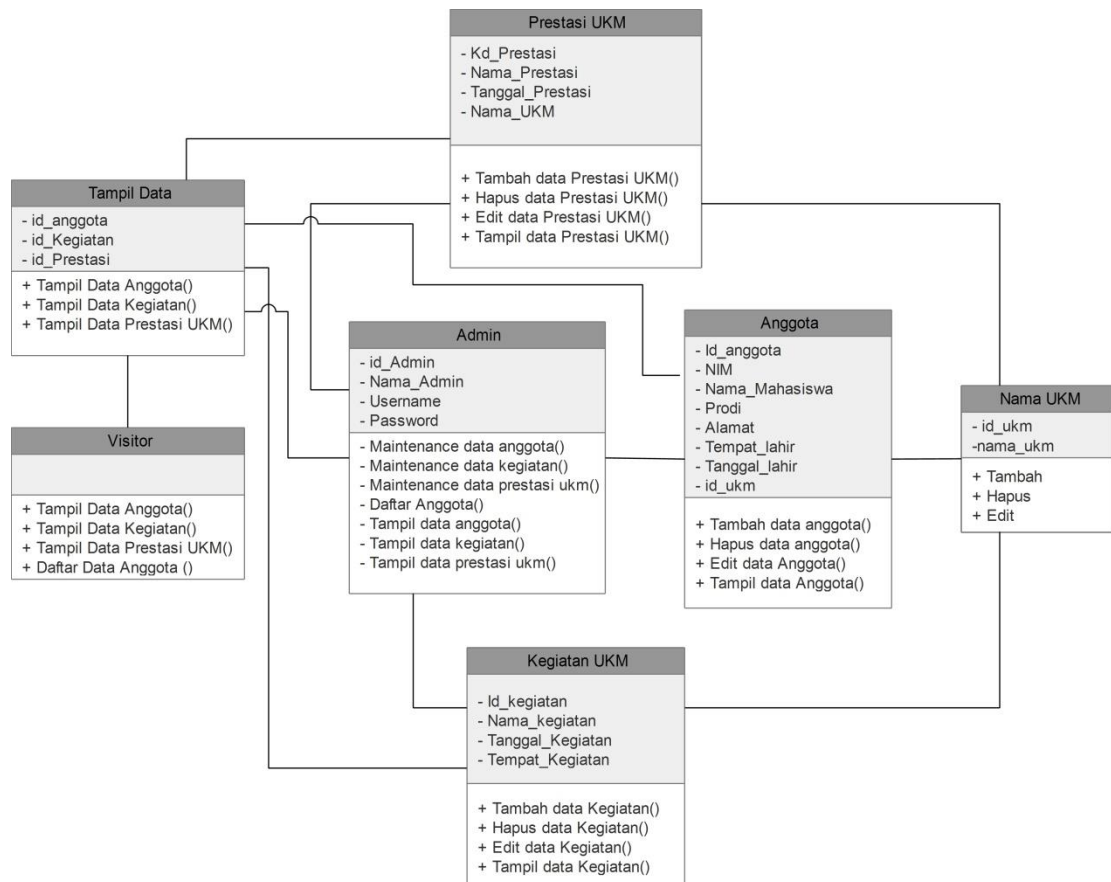 Prestasi UKM
- Kd_Prestasi
- Nama_Prestasi
- Tanggal_Prestasi
- Nama_UKM
+ Tambah data Prestasi UKM()
+ Hapus data Prestasi UKM()
+ Edit data Prestasi UKM()
+ Tampil data Prestasi UKM()
Tampil Data
- id_anggota
- id_Kegiatan
- id_Prestasi
+ Tampil Data Anggota()
+ Tampil Data Kegiatan()
+ Tampil Data Prestasi UKM()
Visitor
+ Tampil Data Anggota()
+ Tampil Data Kegiatan()
+ Tampil Data Prestasi UKM()
+ Daftar Data Anggota ()
Admin
- id_Admin
- Nama_Admin
- Username
- Password
- Maintenance data anggota()
- Maintenance data kegiatan()
- Maintenance data prestasi ukm()
- Daftar Anggota()
- Tampil data anggota()
- Tampil data kegiatan()
- Tampil data prestasi ukm()
Anggota
- Id_anggota
- NIM
- Nama_Mahasiswa
- Prodi
- Alamat
- Tempat_lahir
- Tanggal_lahir
- id_ukm
+ Tambah data anggota()
+ Hapus data anggota()
+ Edit data Anggota()
+ Tampil data Anggota()
Nama UKM
- id_ukm
-nama_ukm
+ Tambah
+ Hapus
+ Edit
Kegiatan UKM
- Id_kegiatan
- Nama_kegiatan
- Tanggal_Kegiatan
- Tempat_Kegiatan
+ Tambah data Kegiatan()
+ Hapus data Kegiatan()
+ Edit data Kegiatan()
+ Tampil data Kegiatan()